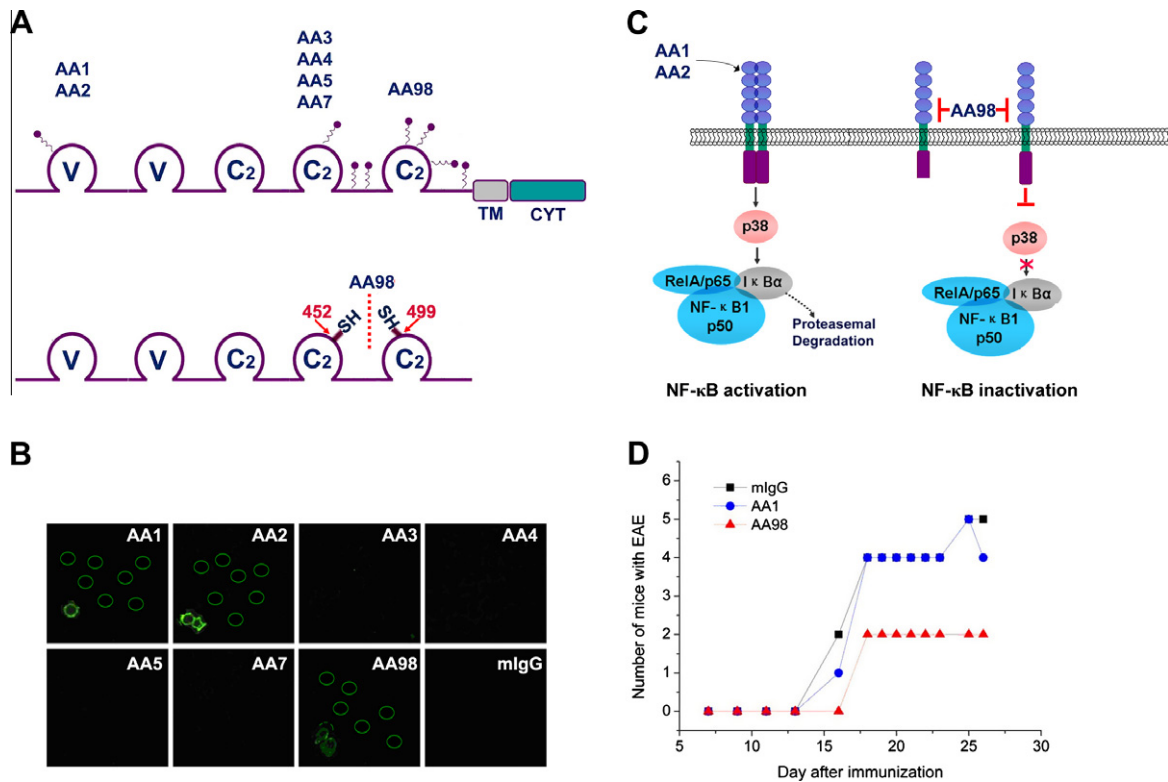 A
AA1
AA2
AA3
AA4
AA5
AA7
AA98
V
V
C2
C2
C2
TM
CYT
AA98
452
SH
SH
499
V
V
C2
C2
C2
B
AA1
AA2
AA3
AA4
AA5
AA7
AA98
mIgG
C
AA1
AA2
AA98
p38
RelA/p65
I κ Bα
NF- κ B1
p50
Proteasemal
Degradation
NF-κB activation
p38
RelA/p65
I κ Bα
NF- κ B1
p50
NF-κB inactivation
D
Number of mice with EAE
6
5
4
3
2
1
0
mIgG
AA1
AA98
5 10 15 20 25 30
Day after immunization